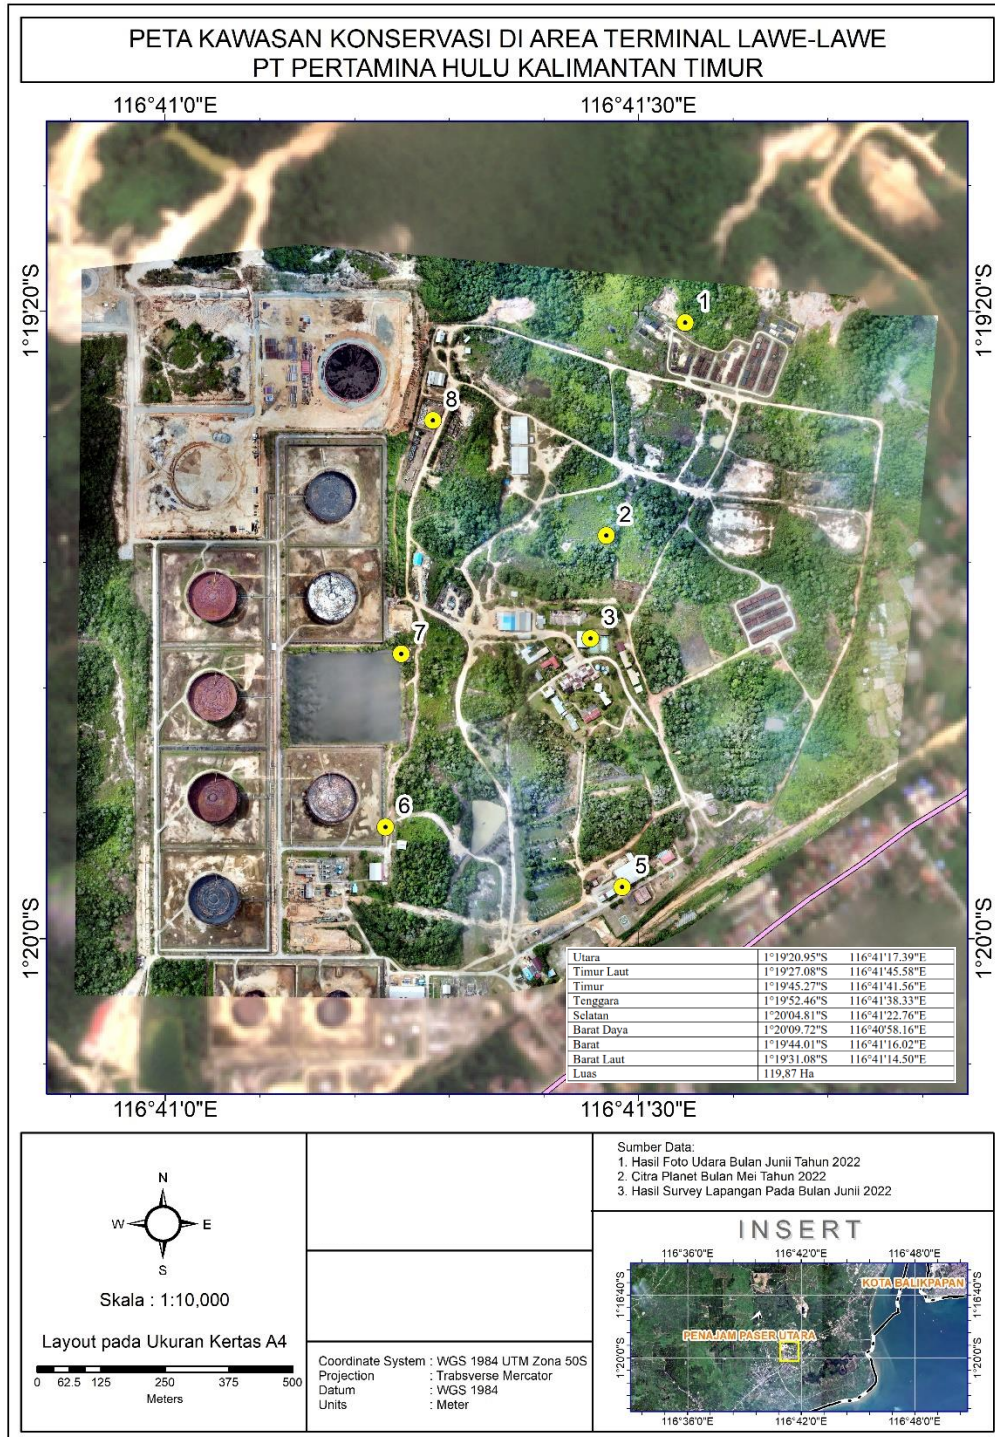 PETA KAWASAN KONSERVASI DI AREA TERMINAL LAWE-LAWE
PT PERTAMINA HULU KALIMANTAN TIMUR
116°41'0"E 116°41'30"E
1°19'20"S 1°19'20"S
1
8
2
3
7
6
5
1°20'0"S 1°20'0"S
Utara 1°19'20.95"S 116°41'17.39"E
Timur Laut 1°19'27.08"S 116°41'45.58"E
Timur 1°19'45.27"S 116°41'41.56"E
Tenggara 1°19'52.46"S 116°41'38.33"E
Selatan 1°20'04.81"S 116°41'22.76"E
Barat Daya 1°20'09.72"S 116°40'58.16"E
Barat 1°19'44.01"S 116°41'16.02"E
Barat Laut 1°19'31.08"S 116°41'14.50"E
Luas 119,87 Ha
116°41'0"E 116°41'30"E
N
W E
S
Skala : 1:10,000
Layout pada Ukuran Kertas A4
0 62.5 125 250 375 500
Meters
Coordinate System : WGS 1984 UTM Zona 50S
Projection : Trabsverse Mercator
Datum : WGS 1984
Units : Meter
Sumber Data:
1. Hasil Foto Udara Bulan Junii Tahun 2022
2. Citra Planet Bulan Mei Tahun 2022
3. Hasil Survey Lapangan Pada Bulan Junii 2022
INSERT
116°36'0"E 116°42'0"E 116°48'0"E
1°16'40"S 1°16'40"S
KOTA BALIKPAPAN
PENAJAM PASER UTARA
1°20'0"S 1°20'0"S
116°36'0"E 116°42'0"E 116°48'0"E